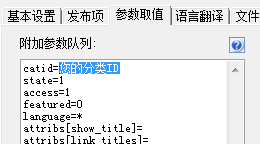 基本设置 发布项 参数取值 语言翻译 文件
附加参数队列:
catid=您的分类ID
state=1
access=1
featured=0
language=*
attribs[show_title]=
attribs[link_titles]=